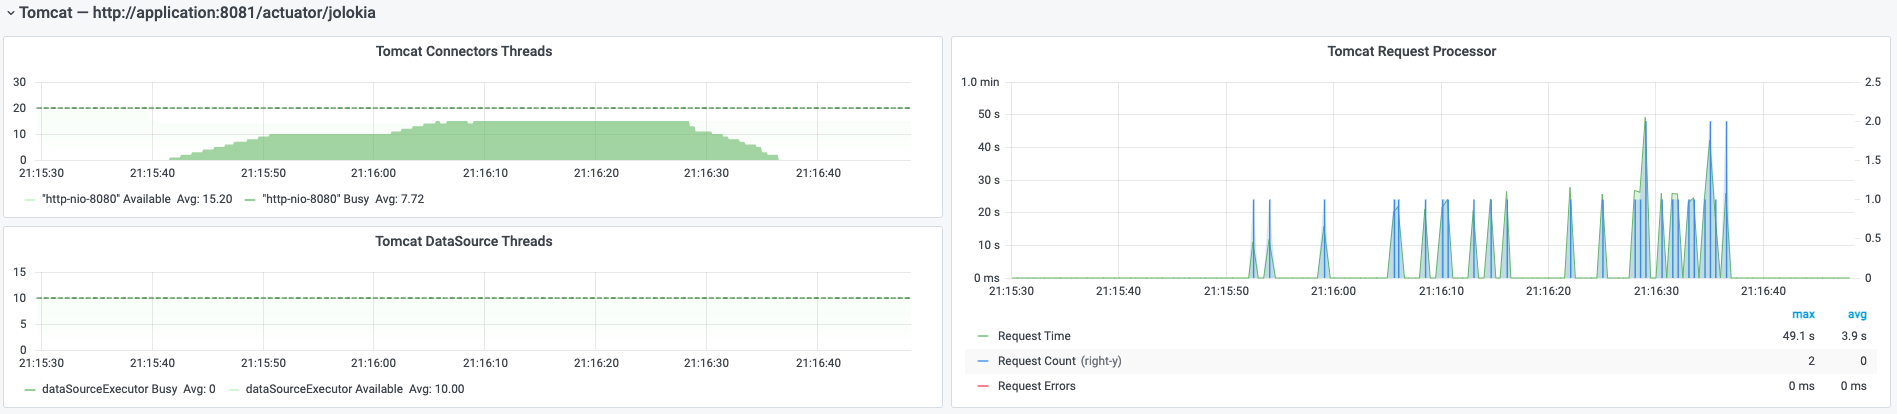 Tomcat — http://application:8081/actuator/jolokia
Tomcat Connectors Threads
30
20
10
0
21:15:30 21:15:40 21:15:50 21:16:00 21:16:10 21:16:20 21:16:30 21:16:40
"http-nio-8080" Available Avg: 15.20 "http-nio-8080" Busy Avg: 7.72
Tomcat DataSource Threads
15
10
5
0
21:15:30 21:15:40 21:15:50 21:16:00 21:16:10 21:16:20 21:16:30 21:16:40
dataSourceExecutor Busy Avg: 0 dataSourceExecutor Available Avg: 10.00
Tomcat Request Processor
1.0 min 2.5
50 s 2.0
40 s 1.5
30 s 1.0
20 s 0.5
10 s 0
0 ms
21:15:30 21:15:40 21:15:50 21:16:00 21:16:10 21:16:20 21:16:30 21:16:40
max avg
Request Time 49.1 s 3.9 s
Request Count (right-y) 2 0
Request Errors 0 ms 0 ms